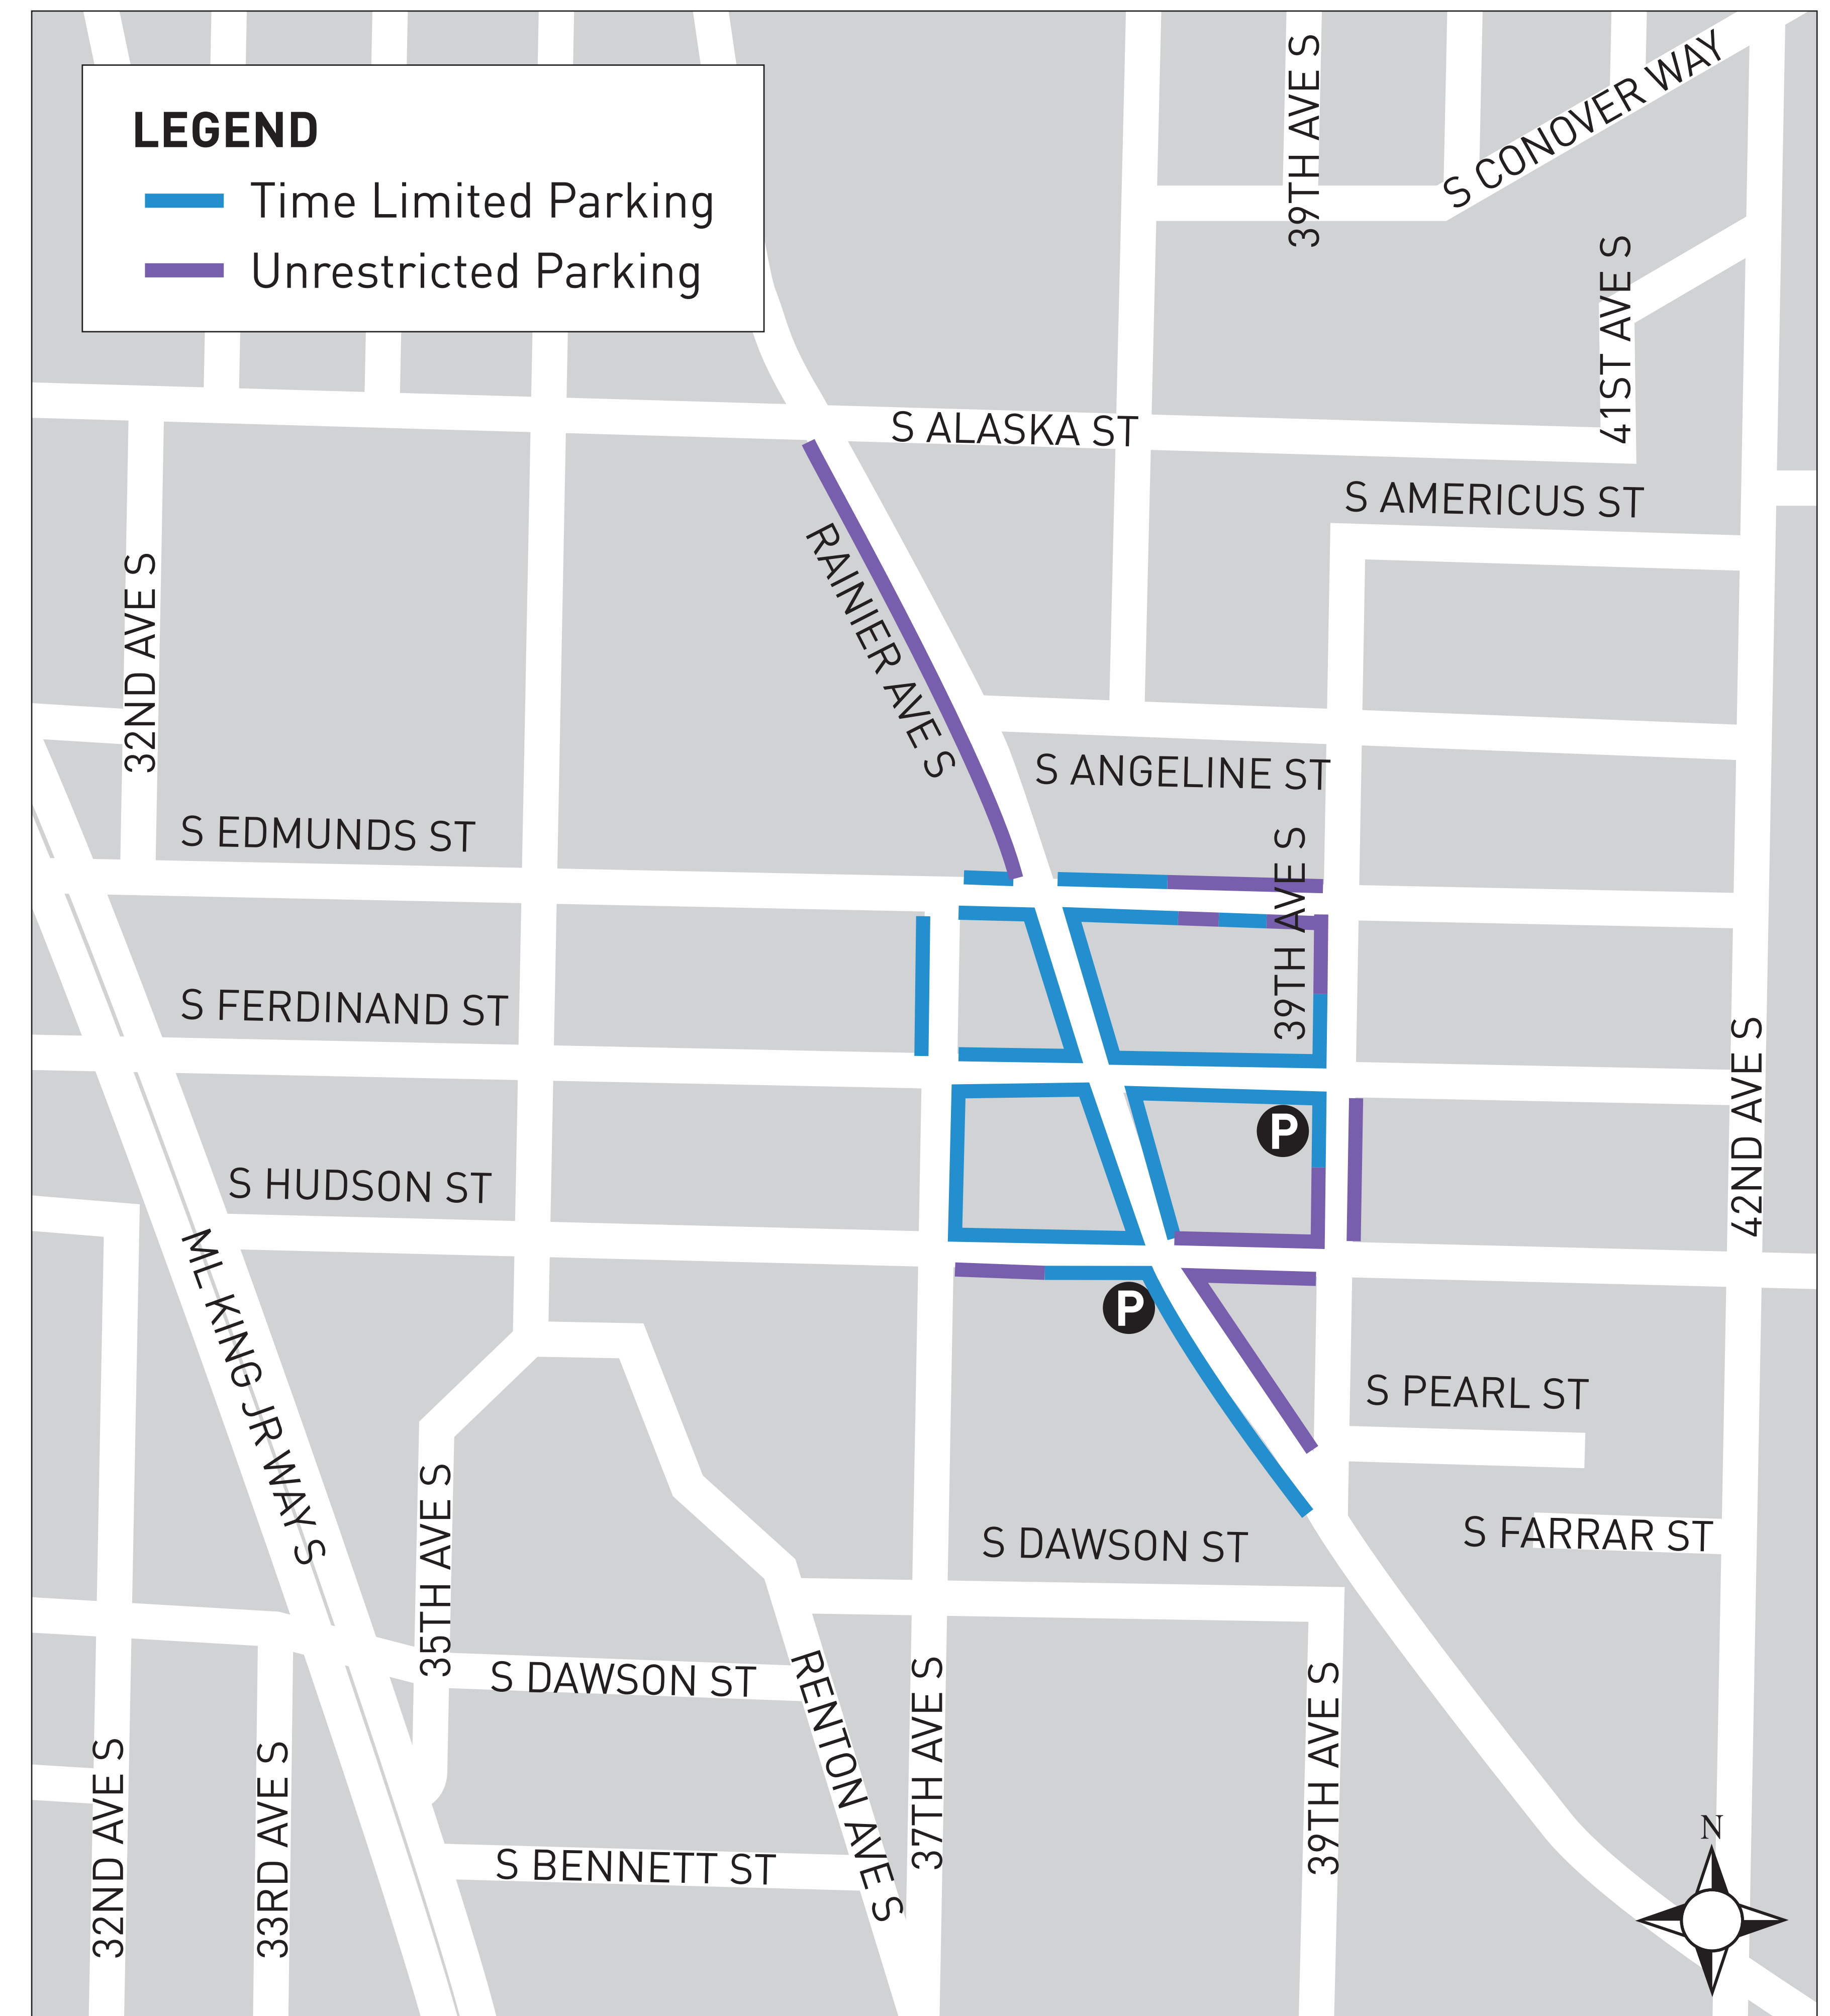 LEGEND
Time Limited Parking
Unrestricted Parking
39TH AVE S
S CONOVER WAY
41ST AVE S
S ALASKA ST
S AMERICUS ST
32ND AVE S
RAINIER AVE S
S ANGELINE ST
S EDMUNDS ST
39TH AVE S
S FERDINAND ST
42ND AVE S
P
S HUDSON ST
P
ML KING JR WAY S
S PEARL ST
35TH AVE S
S DAWSON ST
S FARRAR ST
S DAWSON ST
RENTON AVE S
37TH AVE S
39TH AVE S
32ND AVE S
33RD AVE S
S BENNETT ST
N